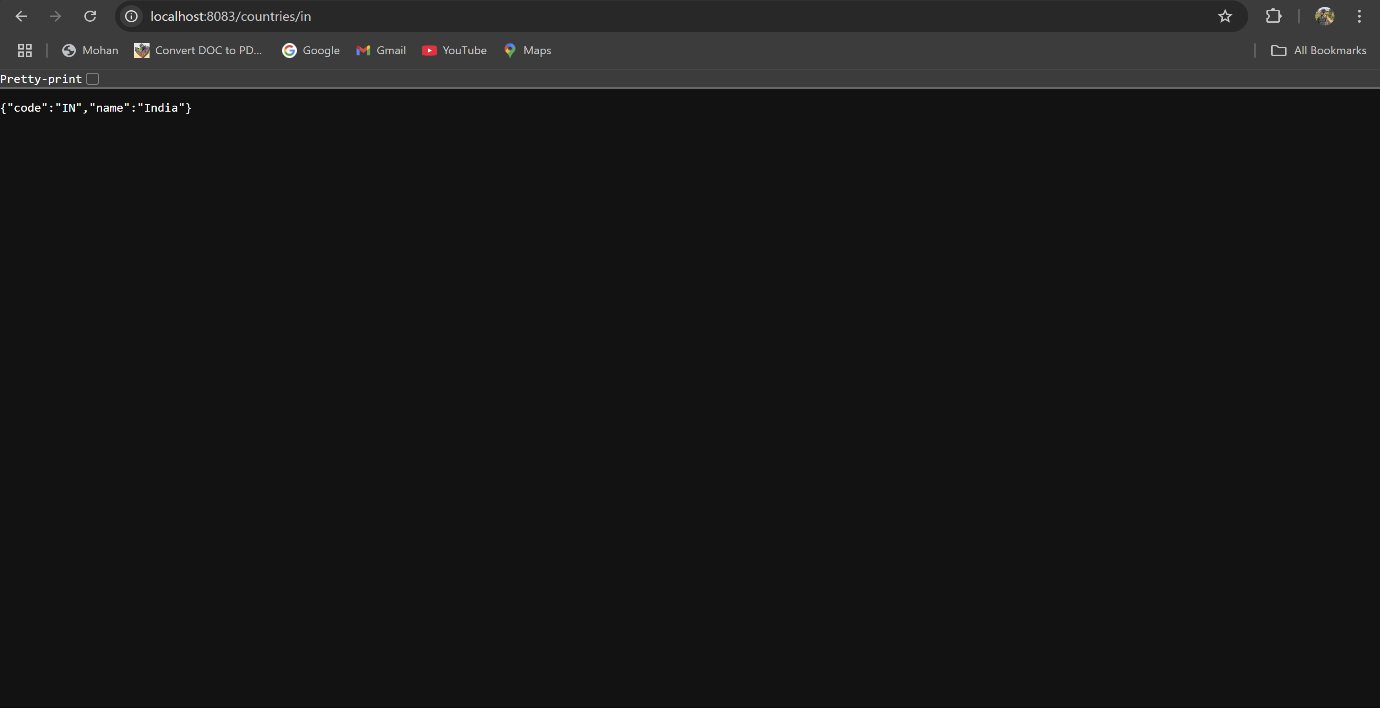 localhost:8083/countries/in
Mohan Convert DOC to PD... Google Gmail YouTube Maps All Bookmarks
Pretty-print
{"code":"IN","name":"India"}